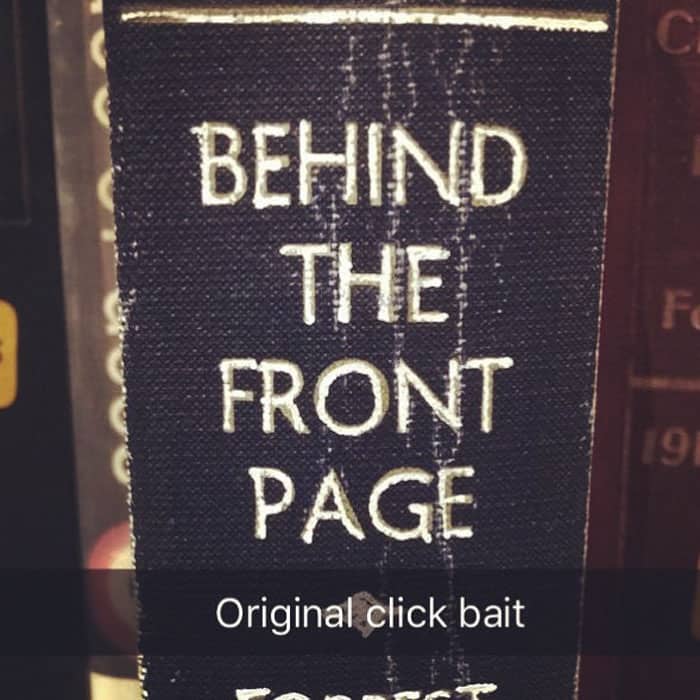 BEHIND
THE
FRONT
PAGE
Original click bait